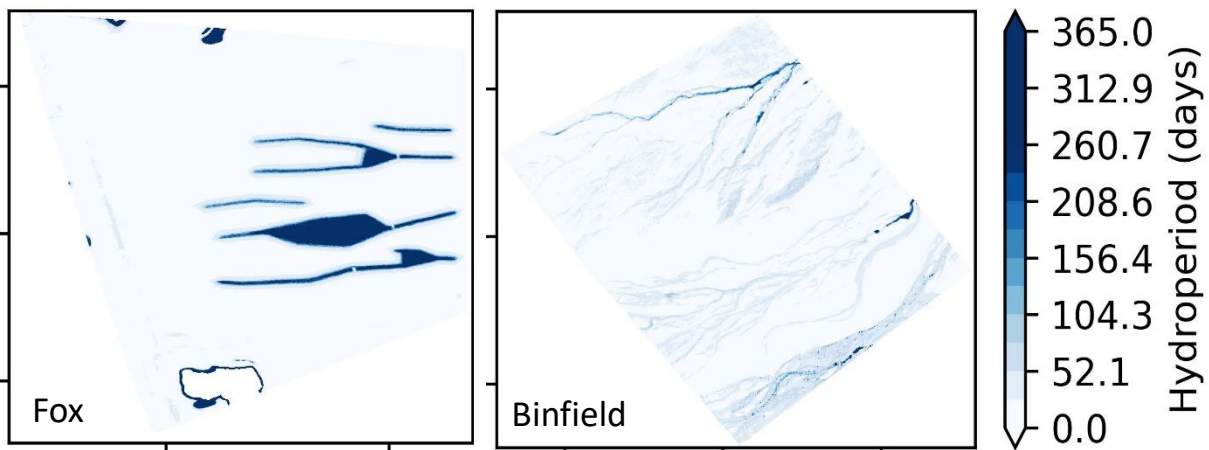 Fox
Binfield
365.0
312.9
260.7
208.6
156.4
104.3
52.1
0.0
Hydroperiod (days)